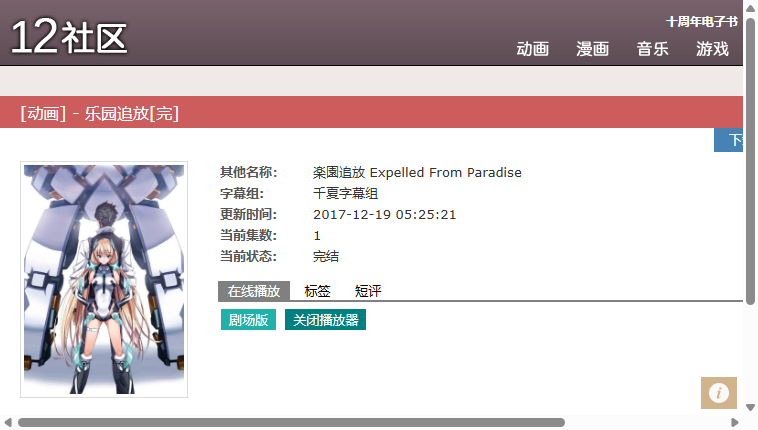 12社区
十周年电子书
动画 漫画 音乐 游戏
[动画] - 乐园追放[完]
其他名称: 楽園追放 Expelled From Paradise
字幕组: 千夏字幕组
更新时间: 2017-12-19 05:25:21
当前集数: 1
当前状态: 完结
在线播放 标签 短评
剧场版 关闭播放器